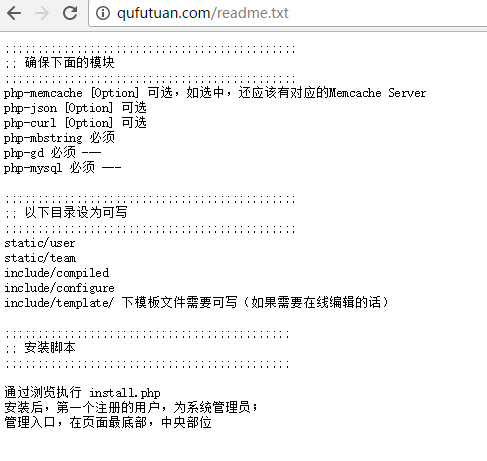 qufutuan.com/readme.txt
;;;;;;;;;;;;;;;;;;;;;;;;;;;;;;;;;;;;;;;;;
;; 确保下面的模块
;;;;;;;;;;;;;;;;;;;;;;;;;;;;;;;;;;;;;;;;;
php-memcache [Option] 可选，如选中，还应该有对应的Memcache Server
php-json [Option] 可选
php-curl [Option] 可选
php-mbstring 必须
php-gd 必须 ---
php-mysql 必须 ---
;;;;;;;;;;;;;;;;;;;;;;;;;;;;;;;;;;;;;;;;;
;; 以下目录设为可写
;;;;;;;;;;;;;;;;;;;;;;;;;;;;;;;;;;;;;;;;;
static/user
static/team
include/compiled
include/configure
include/template/ 下模板文件需要可写（如果需要在线编辑的话）
;;;;;;;;;;;;;;;;;;;;;;;;;;;;;;;;;;;;;;;;
;; 安装脚本
;;;;;;;;;;;;;;;;;;;;;;;;;;;;;;;;;;;;;;;;
通过浏览执行 install.php
安装后，第一个注册的用户，为系统管理员；
管理入口，在页面最底部，中央部位